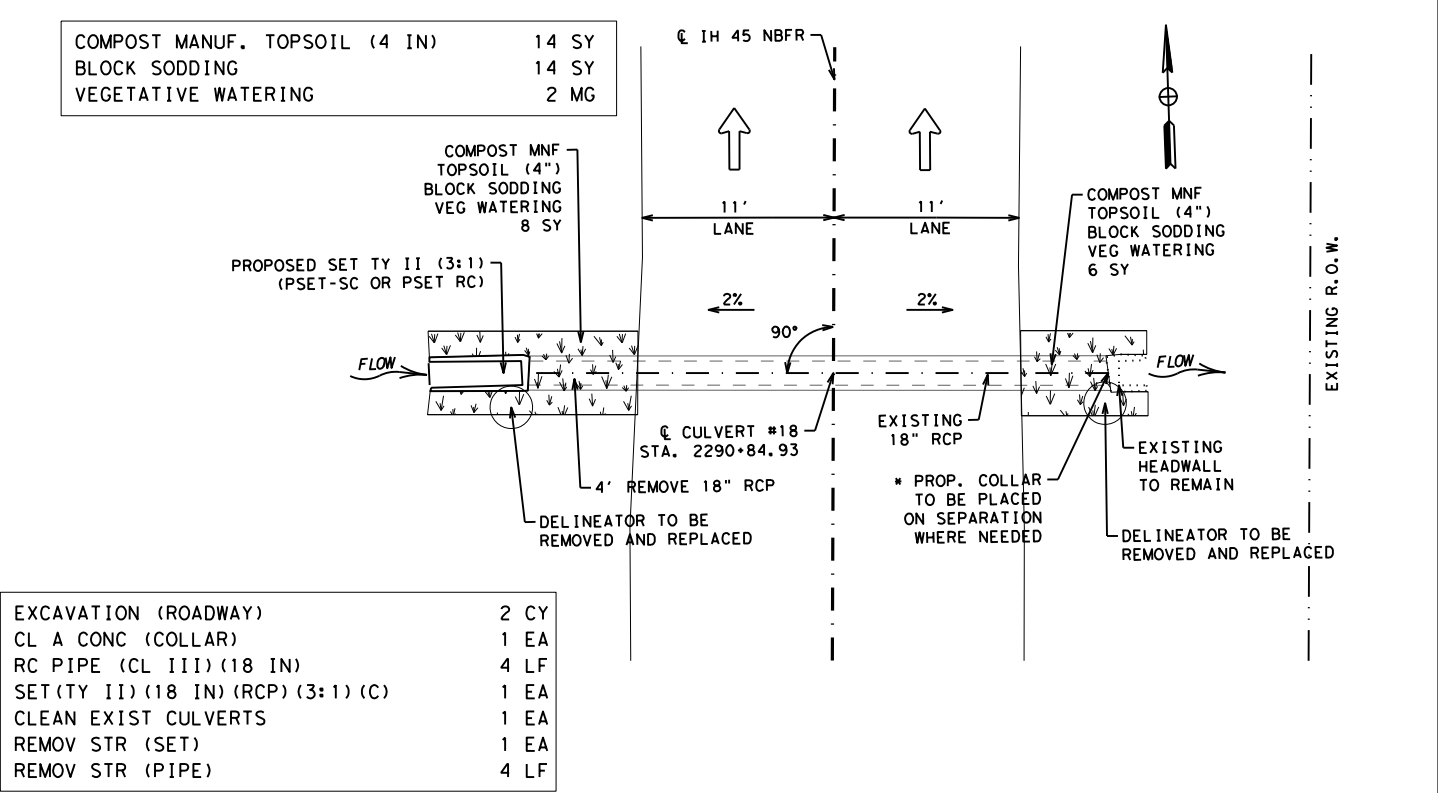 COMPOST MANUF. TOPSOIL (4 IN) 14 SY
BLOCK SODDING 14 SY
VEGETATIVE WATERING 2 MG
℄ IH 45 NBFR
COMPOST MNF
TOPSOIL (4")
BLOCK SODDING
VEG WATERING
8 SY
11'
LANE
11'
LANE
COMPOST MNF
TOPSOIL (4")
BLOCK SODDING
VEG WATERING
6 SY
PROPOSED SET TY II (3:1)
(PSET-SC OR PSET RC)
2%
2%
90°
EXISTING R.O.W.
FLOW
FLOW
℄ CULVERT #18
STA. 2290+84.93
EXISTING
18" RCP
EXISTING
HEADWALL
TO REMAIN
4' REMOVE 18" RCP
* PROP. COLLAR
TO BE PLACED
ON SEPARATION
WHERE NEEDED
DELINEATOR TO BE
REMOVED AND REPLACED
DELINEATOR TO BE
REMOVED AND REPLACED
EXCAVATION (ROADWAY) 2 CY
CL A CONC (COLLAR) 1 EA
RC PIPE (CL III)(18 IN) 4 LF
SET(TY II)(18 IN)(RCP)(3:1)(C) 1 EA
CLEAN EXIST CULVERTS 1 EA
REMOV STR (SET) 1 EA
REMOV STR (PIPE) 4 LF